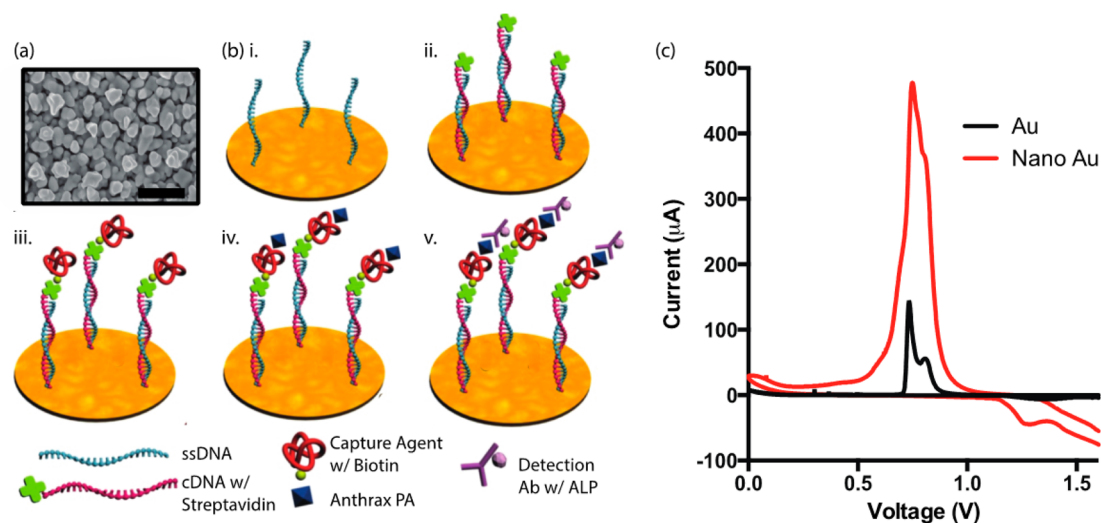 (a)
(b) i.
ii.
iii.
iv.
v.
ssDNA
cDNA w/
Streptavidin
Capture Agent
w/ Biotin
Anthrax PA
Detection
Ab w/ ALP
(c)
500
400
300
200
100
0
-100
Current (μA)
Au
Nano Au
0.0
0.5
1.0
1.5
Voltage (V)